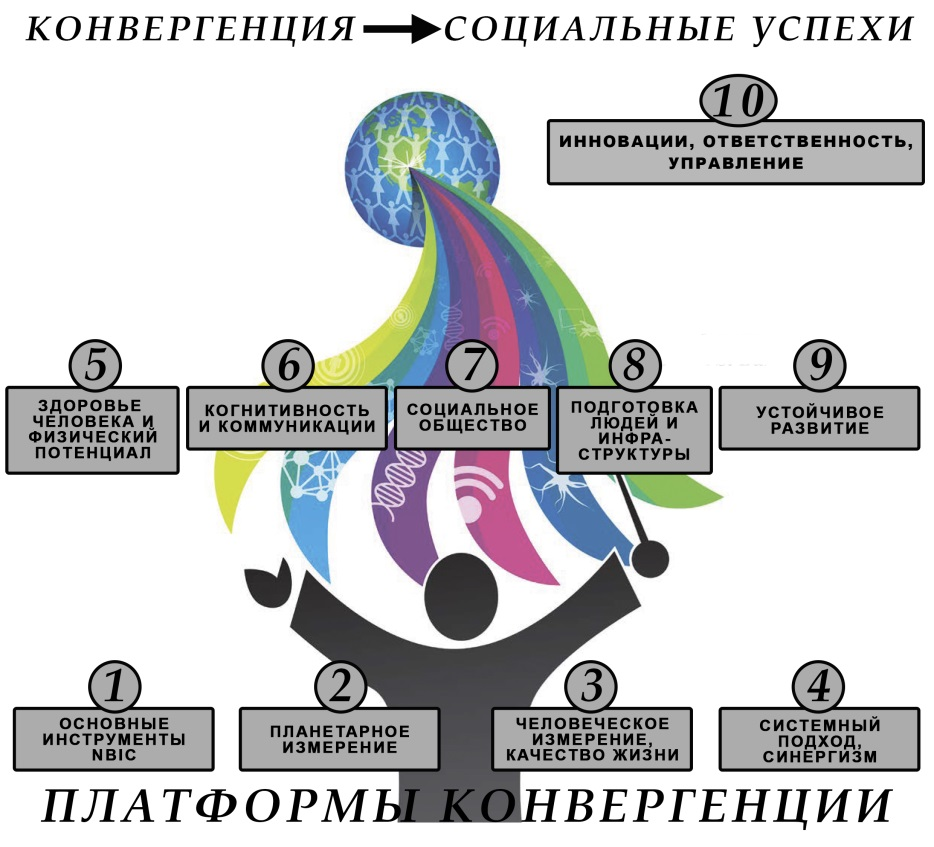 КОНВЕРГЕНЦИЯ СОЦИАЛЬНЫЕ УСПЕХИ
10
ИННОВАЦИИ, ОТВЕТСТВЕННОСТЬ,
УПРАВЛЕНИЕ
5
ЗДОРОВЬЕ
ЧЕЛОВЕКА И
ФИЗИЧЕСКИЙ
ПОТЕНЦИАЛ
6
КОГНИТИВНОСТЬ
И КОММУНИКАЦИИ
7
СОЦИАЛЬНОЕ
ОБЩЕСТВО
8
ПОДГОТОВКА
ЛЮДЕЙ И
ИНФРА-
СТРУКТУРЫ
9
УСТОЙЧИВОЕ
РАЗВИТИЕ
1
ОСНОВНЫЕ
ИНСТРУМЕНТЫ
NBIC
2
ПЛАНЕТАРНОЕ
ИЗМЕРЕНИЕ
3
ЧЕЛОВЕЧЕСКОЕ
ИЗМЕРЕНИЕ,
КАЧЕСТВО ЖИЗНИ
4
СИСТЕМНЫЙ
ПОДХОД,
СИНЕРГИЗМ
ПЛАТФОРМЫ КОНВЕРГЕНЦИИ